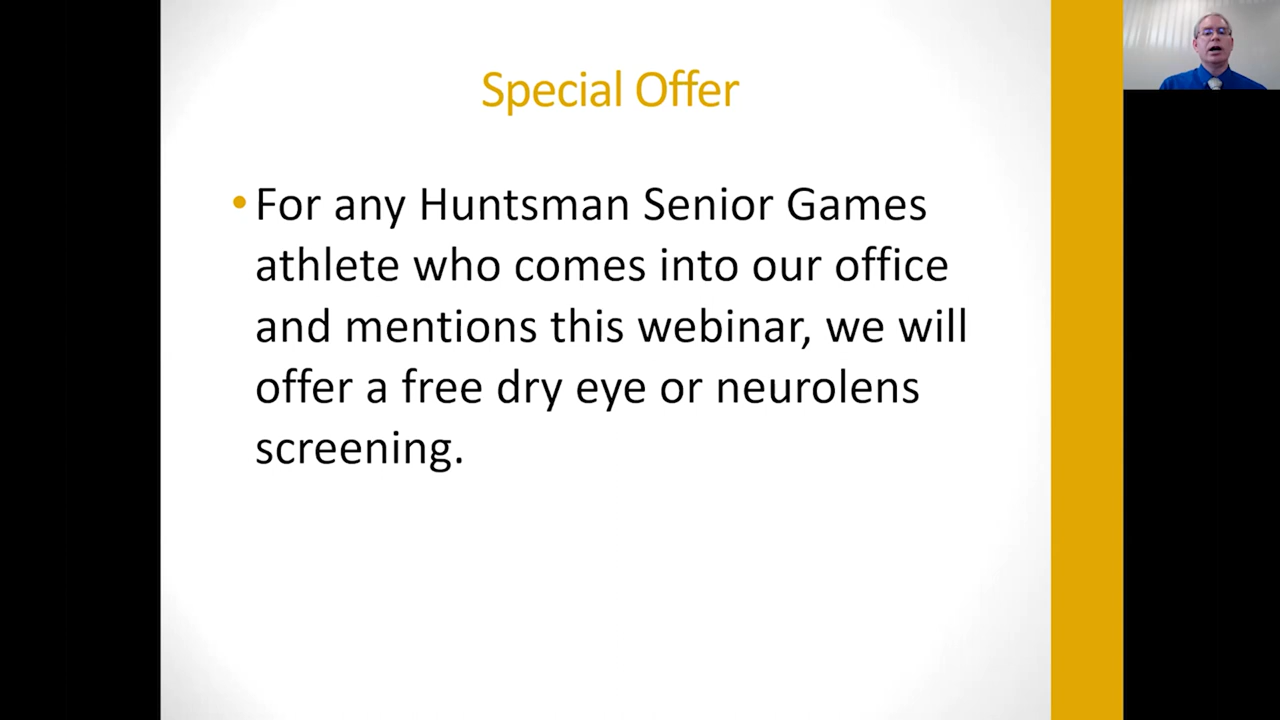 Special Offer
• For any Huntsman Senior Games
athlete who comes into our office
and mentions this webinar, we will
offer a free dry eye or neurolens
screening.